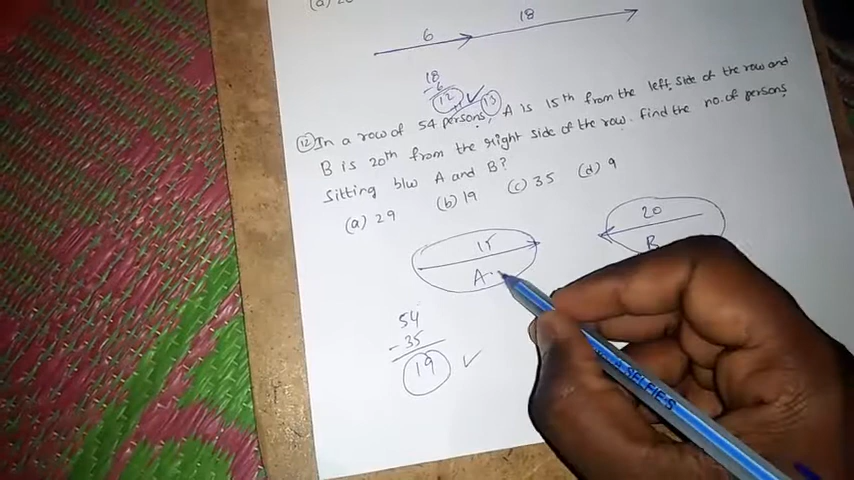 (a) 20
6
18
18
- 6
12
13
(12) In a row of 54 persons, A is 15th from the left side of the row and
B is 20th from the right side of the row. find the no. of persons
sitting b/w A and B?
(a) 29 (b) 19 (c) 35 (d) 9
15
20
A
B
54
- 35
19
SELFIES